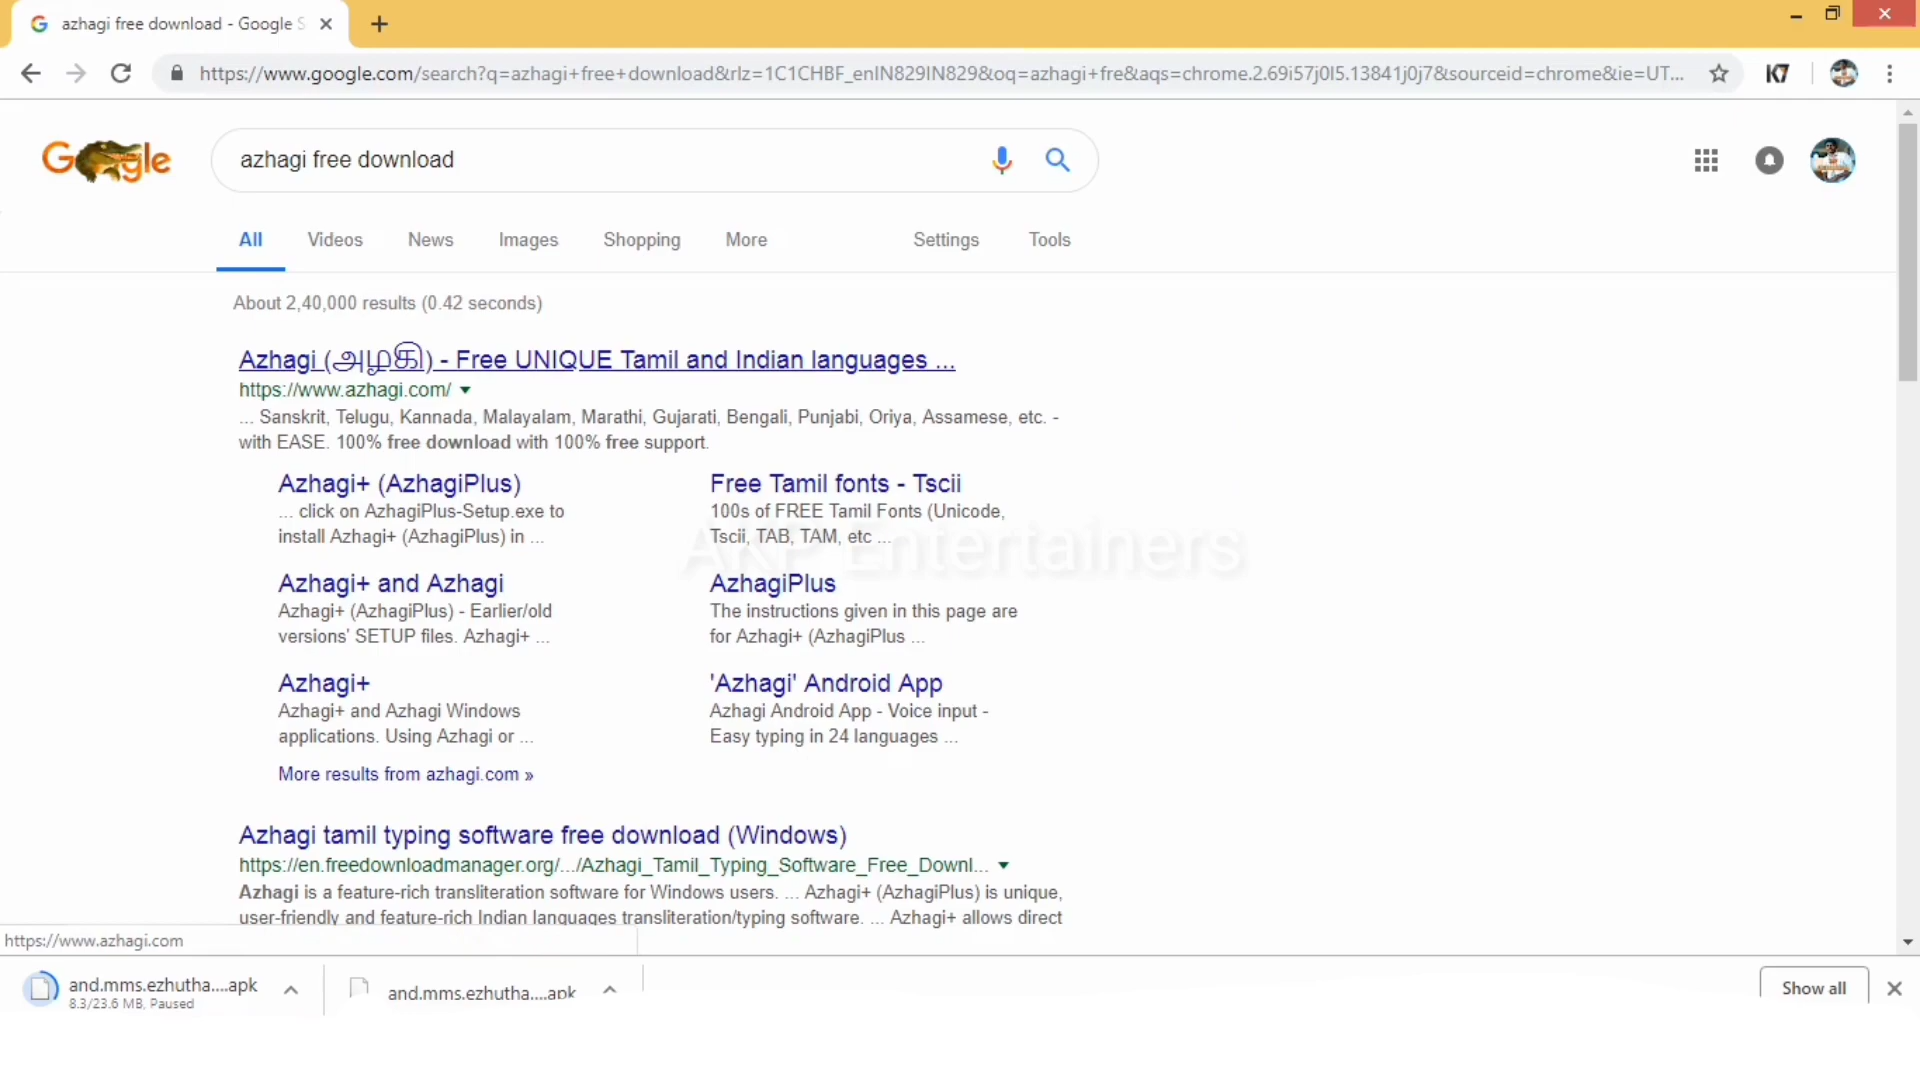 azhagi free download - Google S
https://www.google.com/search?q=azhagi+free+download&rlz=1C1CHBF_enIN829IN829&oq=azhagi+fre&aqs=chrome.2.69i57j0l5.13841j0j7&sourceid=chrome&ie=UT...
K7
Google
azhagi free download
All Videos News Images Shopping More Settings Tools
About 2,40,000 results (0.42 seconds)
Azhagi (அழகி) - Free UNIQUE Tamil and Indian languages ...
https://www.azhagi.com/
... Sanskrit, Telugu, Kannada, Malayalam, Marathi, Gujarati, Bengali, Punjabi, Oriya, Assamese, etc. -
with EASE. 100% free download with 100% free support.
Azhagi+ (AzhagiPlus)
... click on AzhagiPlus-Setup.exe to
install Azhagi+ (AzhagiPlus) in ...
Free Tamil fonts - Tscii
100s of FREE Tamil Fonts (Unicode,
Tscii, TAB, TAM, etc ...
AKP Entertainers
Azhagi+ and Azhagi
Azhagi+ (AzhagiPlus) - Earlier/old
versions' SETUP files. Azhagi+ ...
AzhagiPlus
The instructions given in this page are
for Azhagi+ (AzhagiPlus ...
Azhagi+
Azhagi+ and Azhagi Windows
applications. Using Azhagi or ...
'Azhagi' Android App
Azhagi Android App - Voice input -
Easy typing in 24 languages ...
More results from azhagi.com »
Azhagi tamil typing software free download (Windows)
https://en.freedownloadmanager.org/.../Azhagi_Tamil_Typing_Software_Free_Downl...
Azhagi is a feature-rich transliteration software for Windows users. ... Azhagi+ (AzhagiPlus) is unique,
user-friendly and feature-rich Indian languages transliteration/typing software. ... Azhagi+ allows direct
https://www.azhagi.com
and.mms.ezhutha....apk
8.3/23.6 MB, Paused
and.mms.ezhutha....apk
Show all